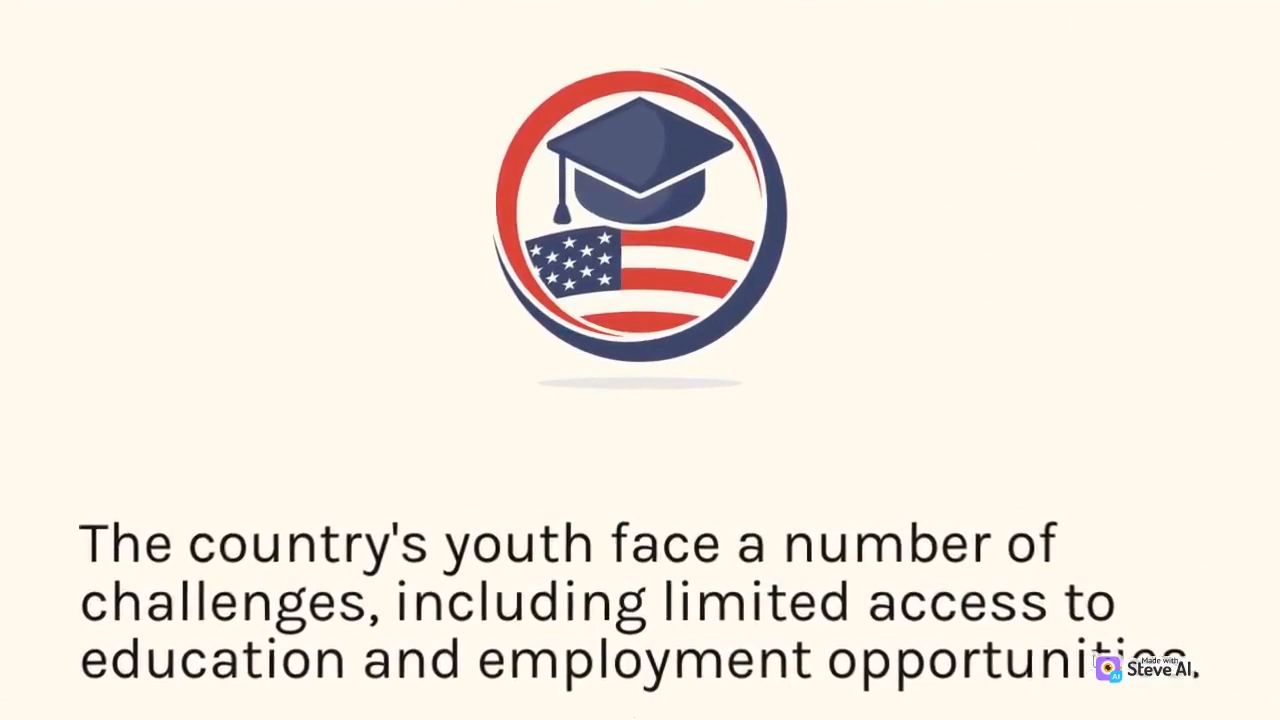 The country's youth face a number of
challenges, including limited access to
education and employment opportunities.
Made with
Steve AI